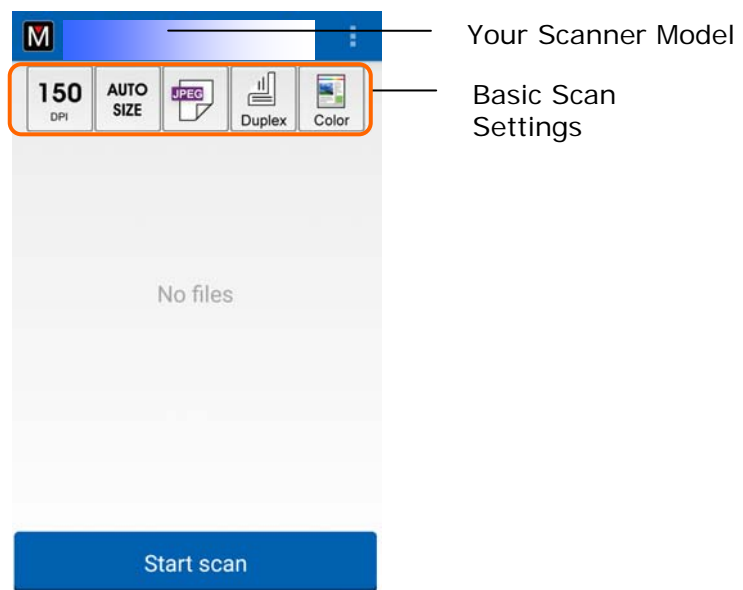 M
Your Scanner Model
150
DPI
AUTO
SIZE
JPEG
Duplex
Color
Basic Scan
Settings
No files
Start scan